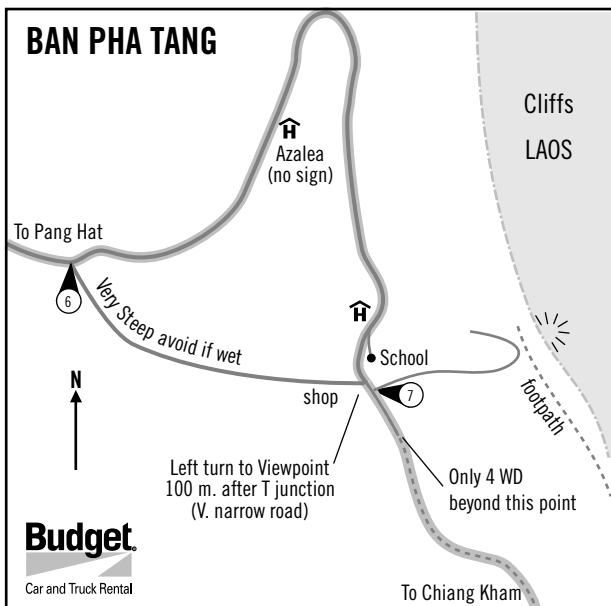 BAN PHA TANG
Cliffs
LAOS
H
Azalea
(no sign)
To Pang Hat
6
Very Steep avoid if wet
H
School
7
shop
footpath
N
Left turn to Viewpoint
100 m. after T junction
(V. narrow road)
Only 4 WD
beyond this point
Budget®
Car and Truck Rental
To Chiang Kham